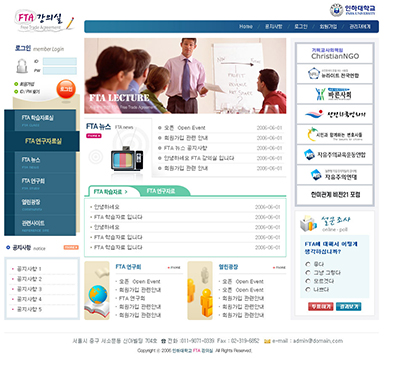 FTA 강의실
Free Trade Agreement
인하대학교
INHA UNIVERSITY
Home 공지사항 로그인 회원가입 관리자에게
로그인 member Login
ID
PW
로그인
회원가입
ID / PW 찾기
FTA 학습자료실
FTA 연구자료실
FTA 뉴스
FTA 연구회
열린광장
관련사이트
공지사항 notice
공지사항 1
공지사항 2
공지사항 3
공지사항 4
공지사항 5
FTA LECTURE
FTA 뉴스 FTA news
오픈 Open Event 2006-06-01
회원가입 관련안내 2006-06-01
FTA 뉴스 공지사항 2006-06-01
안녕하세요 FTA 강의실 입니다 2006-06-01
회원가입 관련안내 2006-06-01
FTA 학습자료 FTA 연구자료
안녕하세요 2006-06-01
FTA 학습자료 입니다 2006-06-01
안녕하세요 2006-06-01
FTA 학습자료 입니다 2006-06-01
FTA 연구회
오픈 Open Event
회원가입 관련안내
FTA 연구회
회원가입 관련안내
회원가입 관련안내
열린광장
오픈 Open Event
회원가입 관련안내
오픈 Open Event
회원가입 관련안내
회원가입 관련안내
기독교사회책임
ChristianNGO
뉴라이트 전국연합
바른사회
시민과 함께하는 변호사들
자유주의교육운동연합
자유주의연대
한미관계 비전21 포럼
설문조사
online - poll
FTA에 대해서 어떻게
생각하십니까?
좋다
그냥 그렇다
모르겠다
나쁘다
투표하기 결과보기
서울시 중구 서소문동 신아빌딩 704호 전화 : 011-9071-0339 Fax : 02-318-5852 e-mail : admin@domain.com
Copyright ⓒ 2006 인하대학교 FTA 강의실. All Rights Reserved.